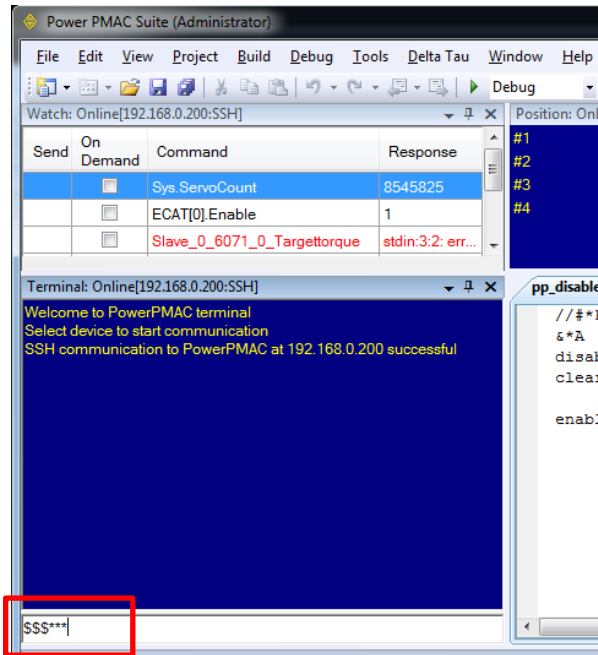 Power PMAC Suite (Administrator)
File Edit View Project Build Debug Tools Delta Tau Window Help
Debug
Watch: Online[192.168.0.200:SSH]
Send On Demand Command Response
Sys.ServoCount 8545825
ECAT[0].Enable 1
Slave_0_6071_0_Targettorque stdin:3:2: err...
Position: Onl
#1
#2
#3
#4
Terminal: Online[192.168.0.200:SSH]
Welcome to PowerPMAC terminal
Select device to start communication
SSH communication to PowerPMAC at 192.168.0.200 successful
$$$***
pp_disable
//#*
&*A
disab
clear
enabl